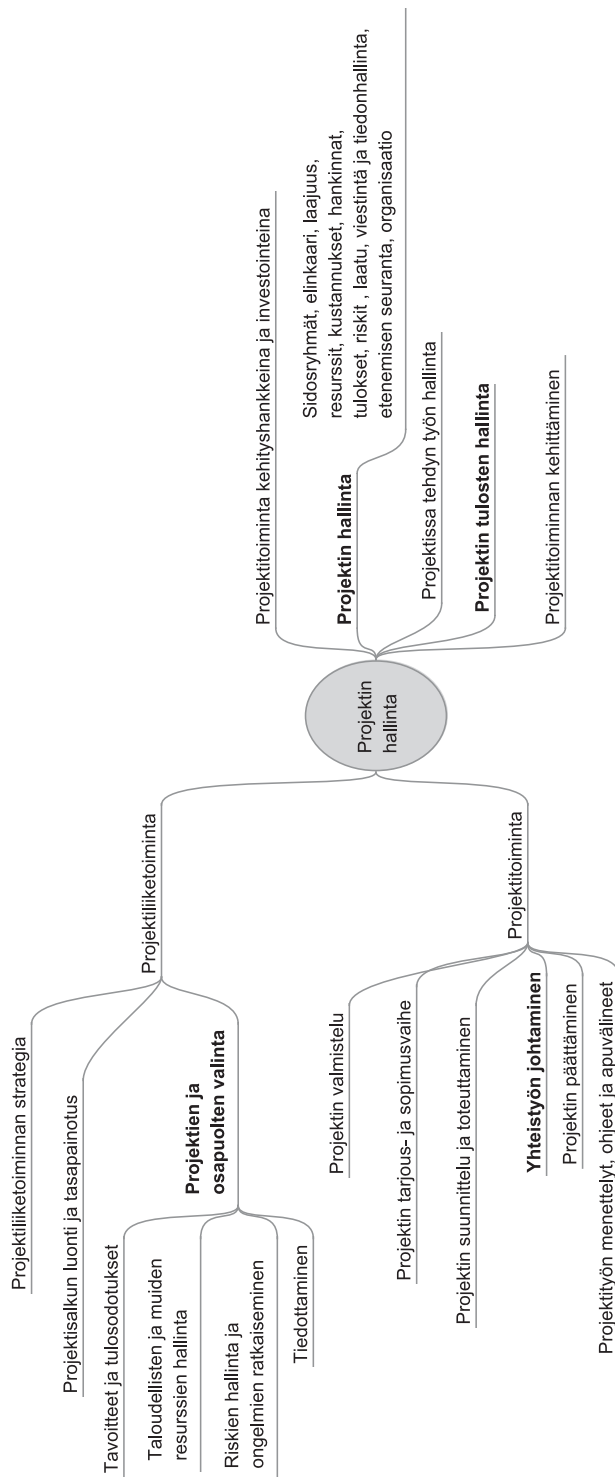 Projektiliiketoiminnan strategia
Projektisalkun luonti ja tasapainotus
Projektiliiketoiminta
Tavoitteet ja tulosodotukset
Taloudellisten ja muiden
resurssien hallinta
Projektien ja
osapuolten valinta
Riskien hallinta ja
ongelmien ratkaiseminen
Tiedottaminen
Projektin valmistelu
Projektin tarjous- ja sopimusvaihe
Projektin suunnittelu ja toteuttaminen
Projektitoiminta
Yhteistyön johtaminen
Projektin päättäminen
Projektityön menettelyt, ohjeet ja apuvälineet
Projektin
hallinta
Projektitoiminta kehityshankkeina ja investointeina
Projektin hallinta
Sidosryhmät, elinkaari, laajuus,
resurssit, kustannukset, hankinnat,
tulokset, riskit , laatu, viestintä ja tiedonhallinta,
etenemisen seuranta, organisaatio
Projektissa tehdyn työn hallinta
Projektin tulosten hallinta
Projektitoiminnan kehittäminen